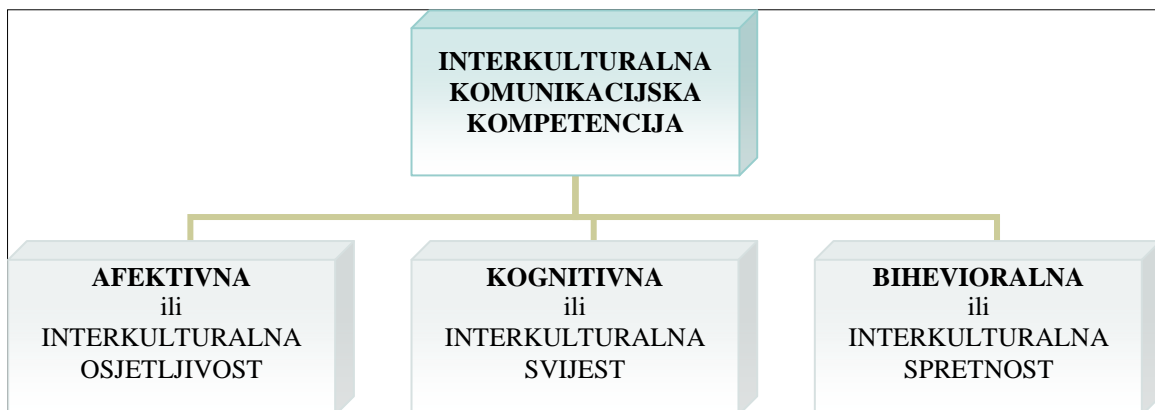 INTERKULTURALNA
KOMUNIKACIJSKA
KOMPETENCIJA
AFEKTIVNA
ili
INTERKULTURALNA
OSJETLJIVOST
KOGNITIVNA
ili
INTERKULTURALNA
SVIJEST
BIHEVIORALNA
ili
INTERKULTURALNA
SPRETNOST